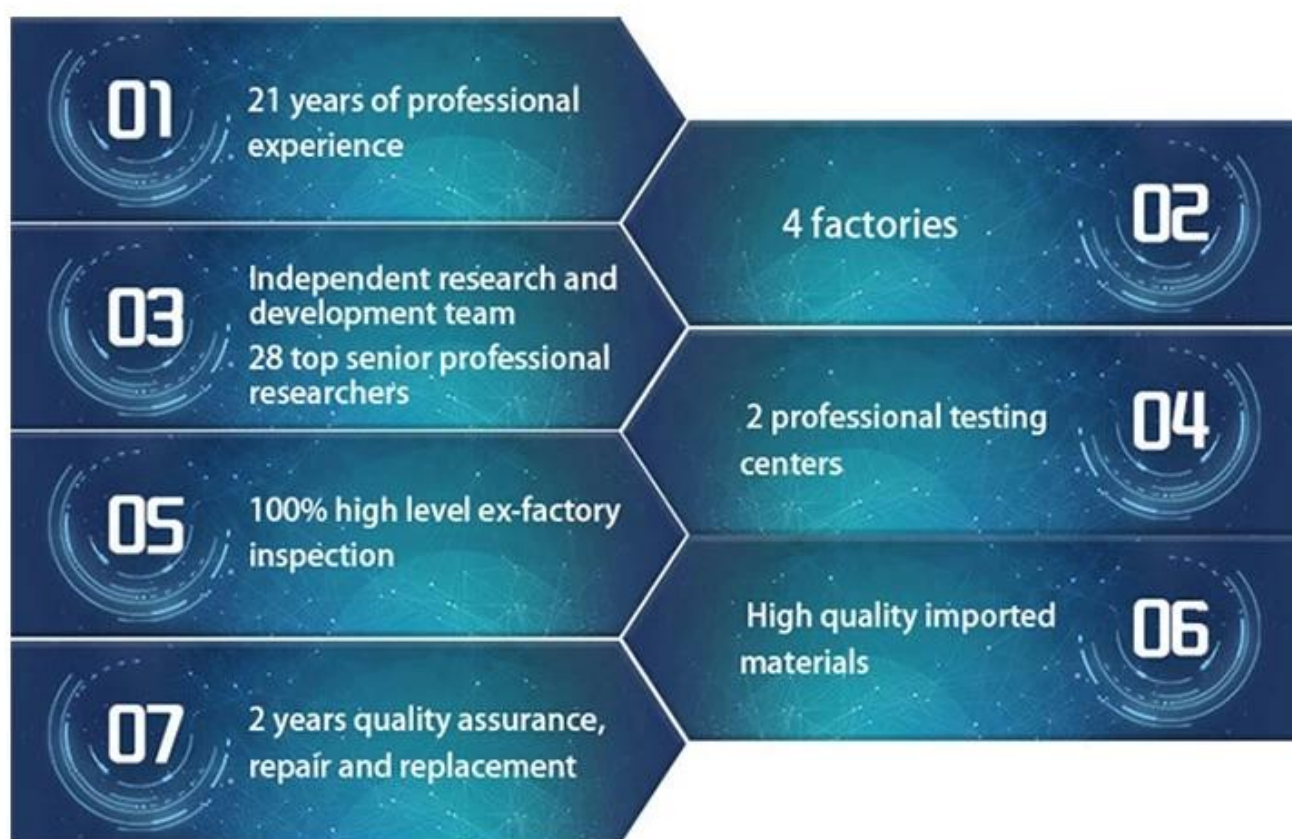 01
21 years of professional
experience
02
4 factories
03
Independent research and
development team
28 top senior professional
researchers
04
2 professional testing
centers
05
100% high level ex-factory
inspection
06
High quality imported
materials
07
2 years quality assurance,
repair and replacement